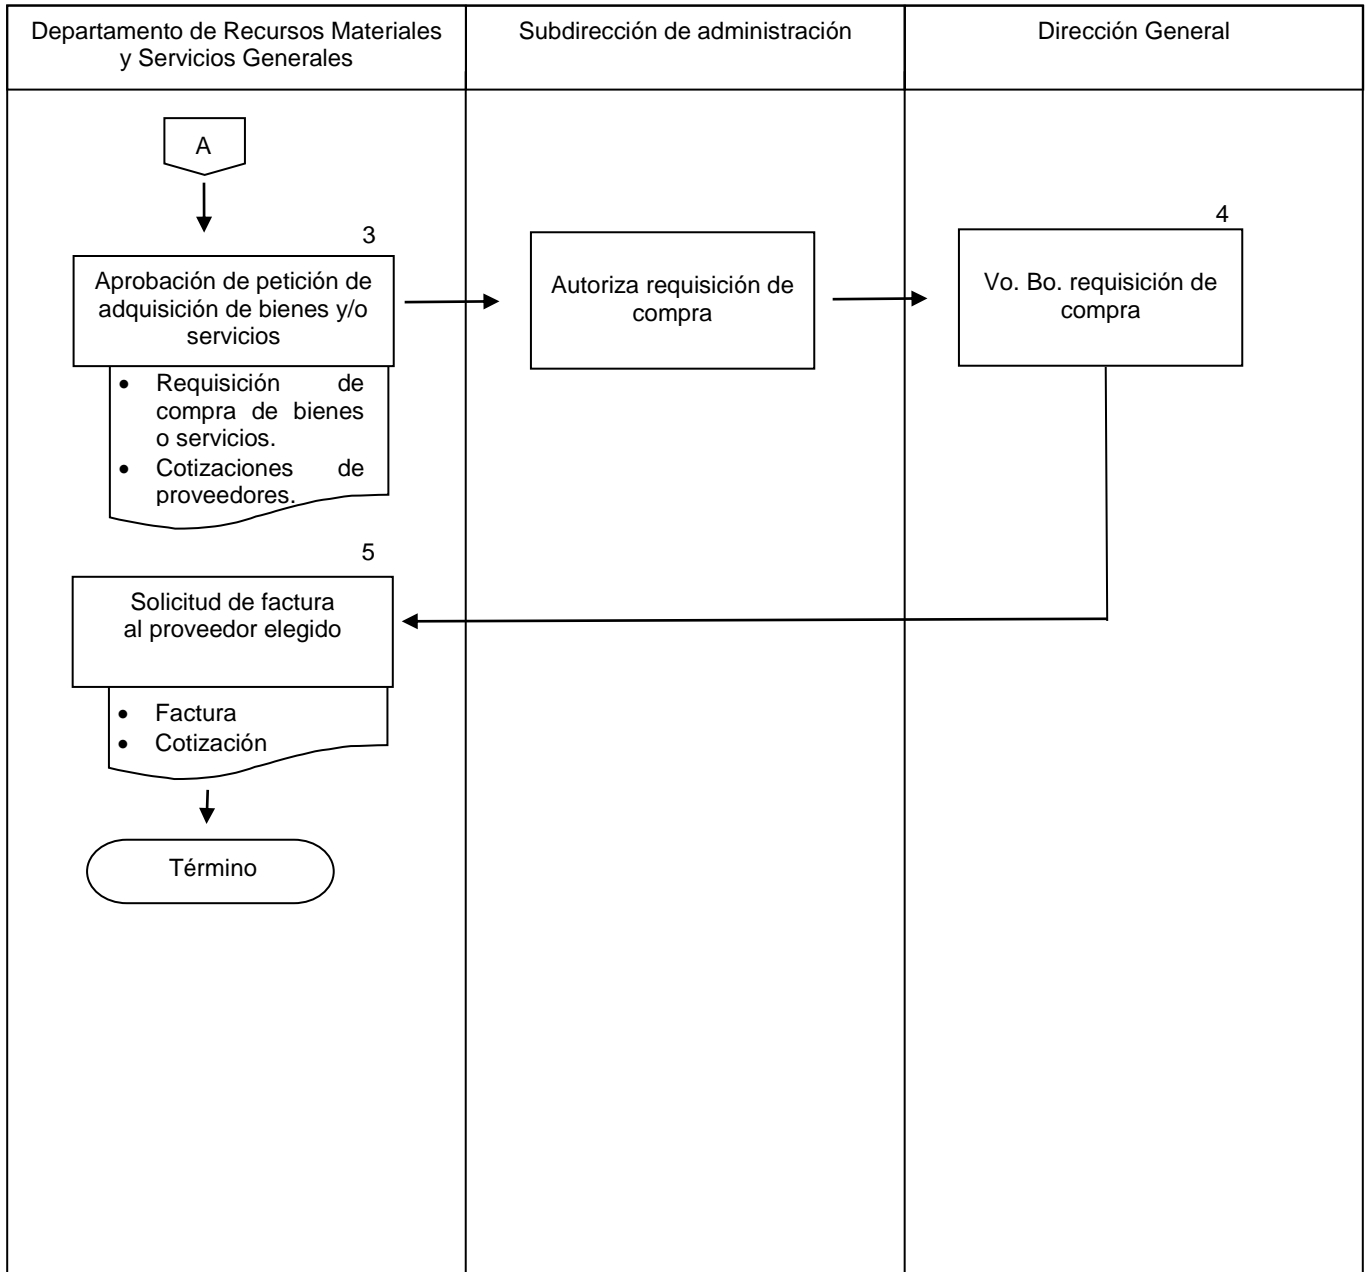 Departamento de Recursos Materiales
y Servicios Generales
Subdirección de administración
Dirección General
A
3
Aprobación de petición de
adquisición de bienes y/o
servicios
Autoriza requisición de
compra
4
Vo. Bo. requisición de
compra
• Requisición de
compra de bienes
o servicios.
• Cotizaciones de
proveedores.
5
Solicitud de factura
al proveedor elegido
• Factura
• Cotización
Término